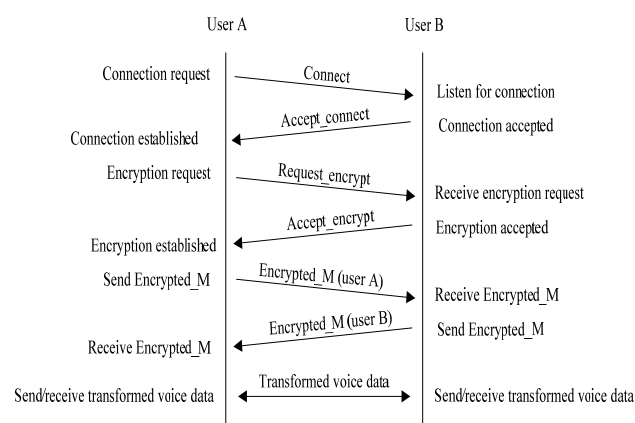 User A User B
Connection request Connect
Listen for connection
Accept_connect Connection accepted
Connection established
Encryption request Request_encrypt
Receive encryption request
Accept_encrypt Encryption accepted
Encryption established
Send Encrypted_M Encrypted_M (user A)
Receive Encrypted_M
Encrypted_M (user B) Send Encrypted_M
Receive Encrypted_M
Send/receive transformed voice data Transformed voice data Send/receive transformed voice data